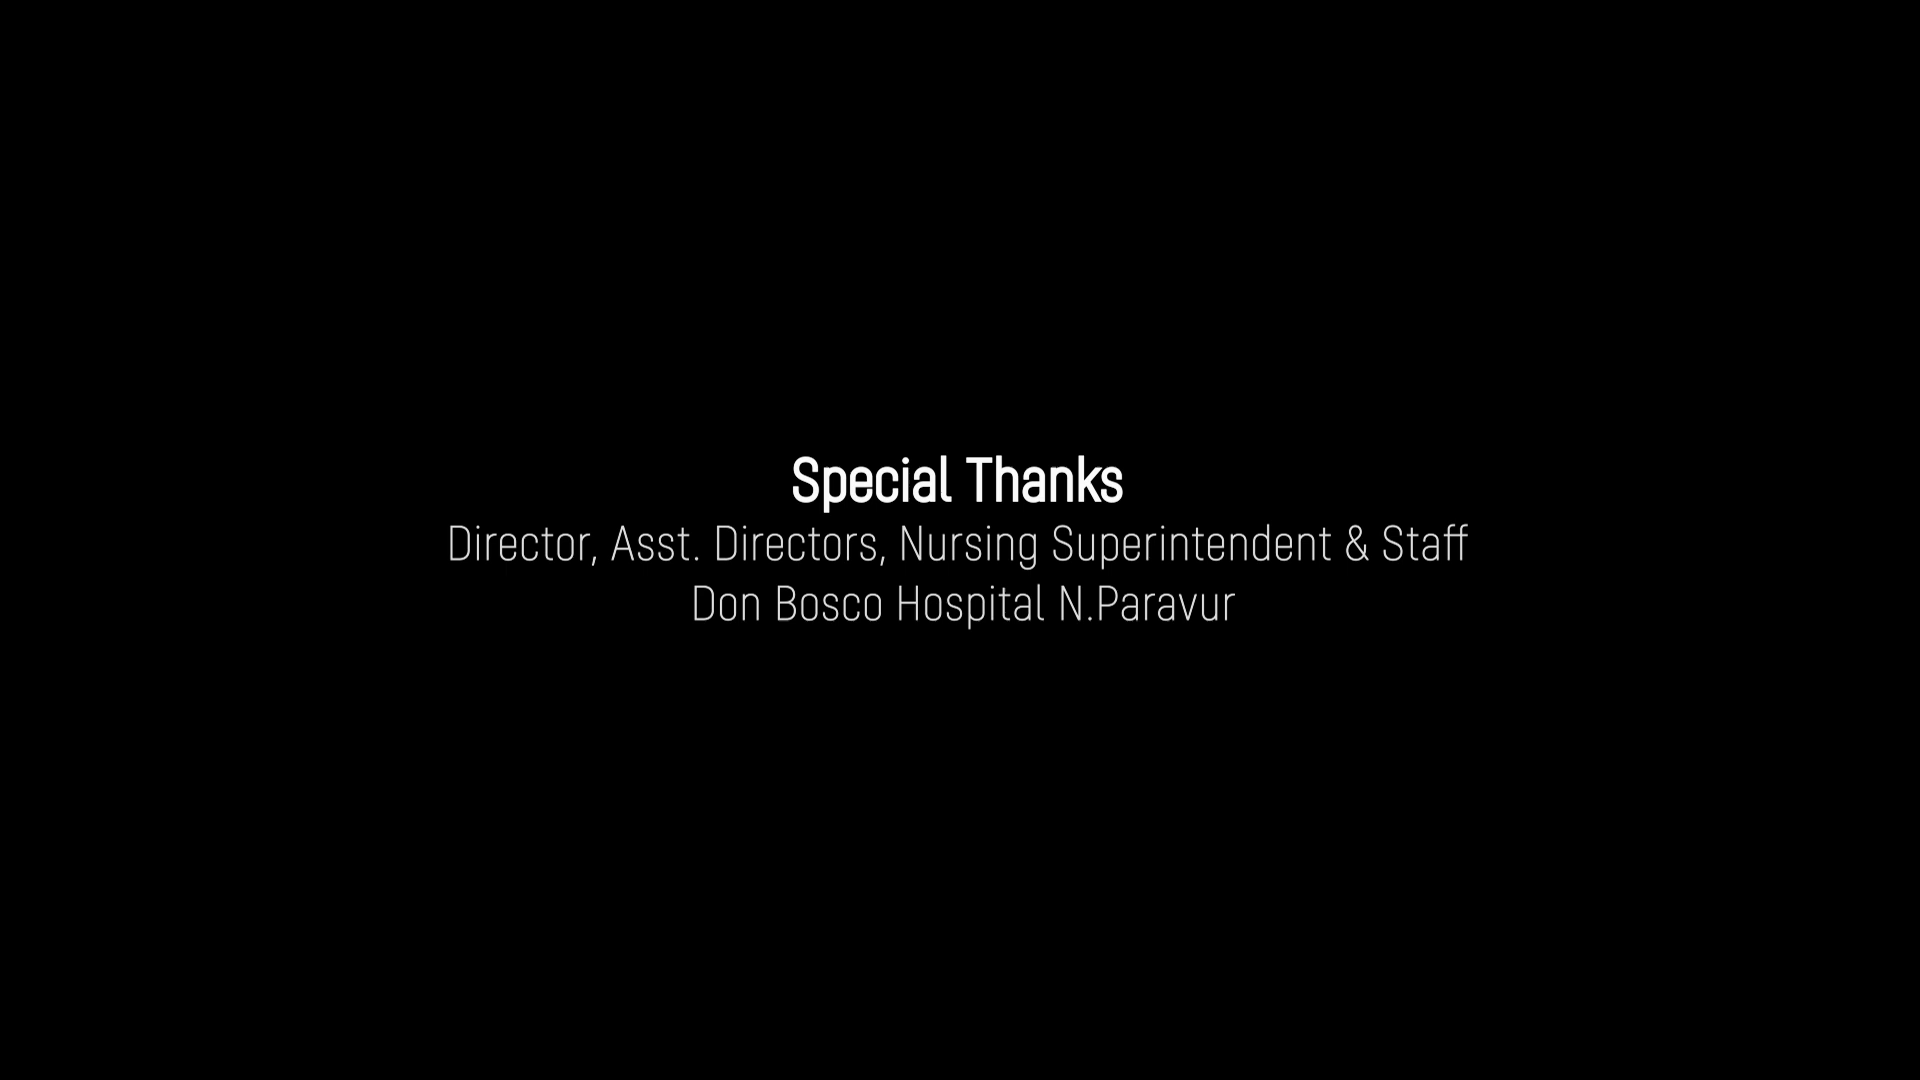 Special Thanks
Director, Asst. Directors, Nursing Superintendent & Staff
Don Bosco Hospital N.Paravur